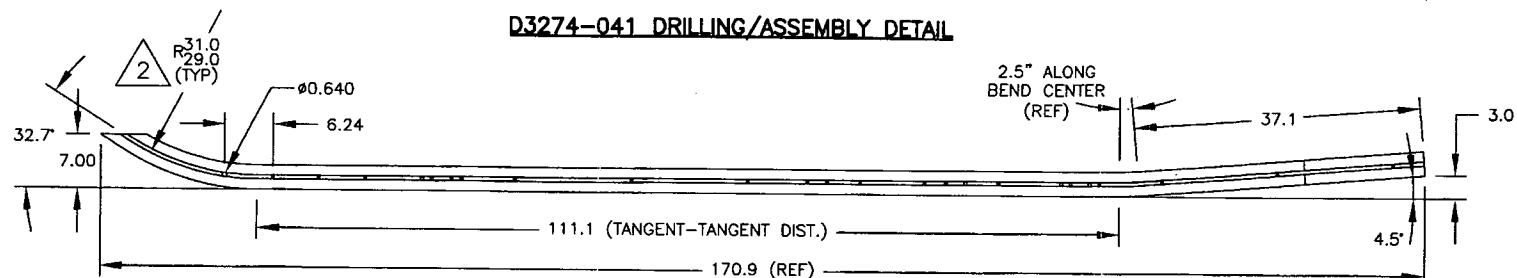 D3274-041 DRILLING/ASSEMBLY DETAIL
2
R31.0
29.0
(TYP)
ø0.640
2.5" ALONG
BEND CENTER
(REF)
32.7°
6.24
37.1
3.0
7.00
111.1 (TANGENT-TANGENT DIST.)
4.5°
170.9 (REF)